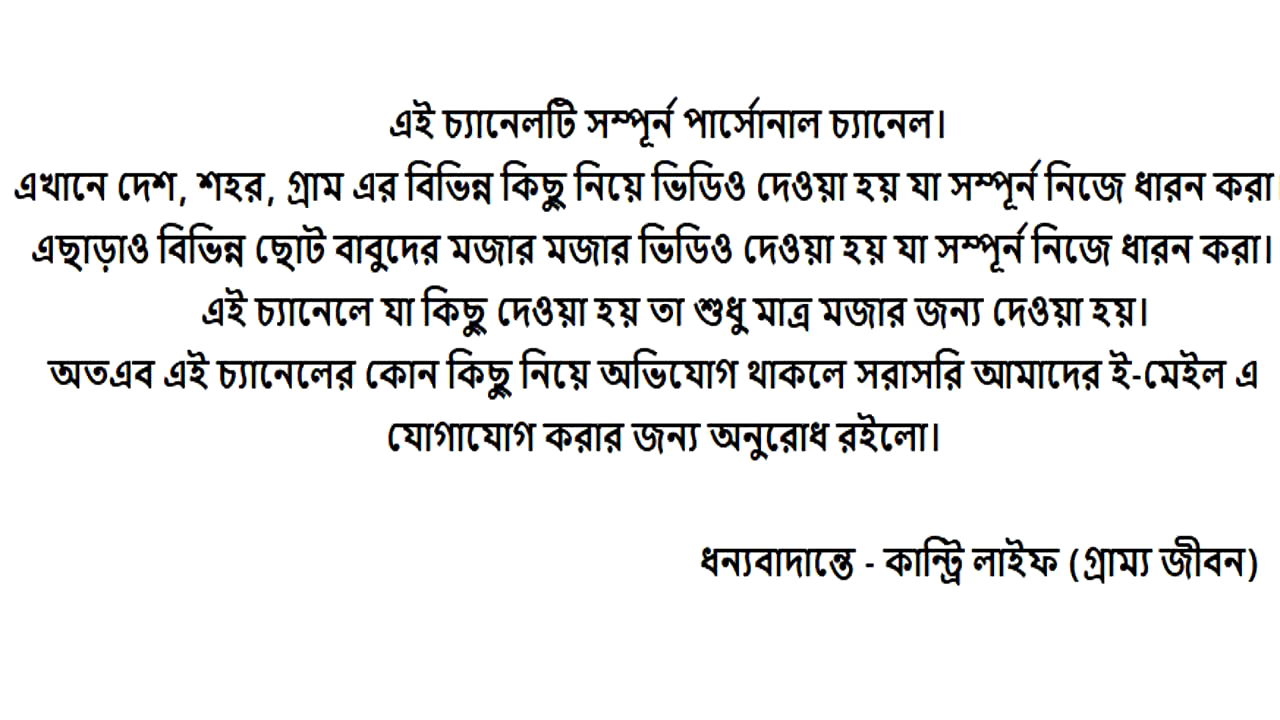 এই চ্যানেলটি সম্পূর্ন পার্সোনাল চ্যানেল।
এখানে দেশ, শহর, গ্রাম এর বিভিন্ন কিছু নিয়ে ভিডিও দেওয়া হয় যা সম্পূর্ন নিজে ধারন করা।
এছাড়াও বিভিন্ন ছোট বাবুদের মজার মজার ভিডিও দেওয়া হয় যা সম্পূর্ন নিজে ধারন করা।
এই চ্যানেলে যা কিছু দেওয়া হয় তা শুধু মাত্র মজার জন্য দেওয়া হয়।
অতএব এই চ্যানেলের কোন কিছু নিয়ে অভিযোগ থাকলে সরাসরি আমাদের ই-মেইল এ
যোগাযোগ করার জন্য অনুরোধ রইলো।
ধন্যবাদান্তে - কান্ট্রি লাইফ (গ্রাম্য জীবন)